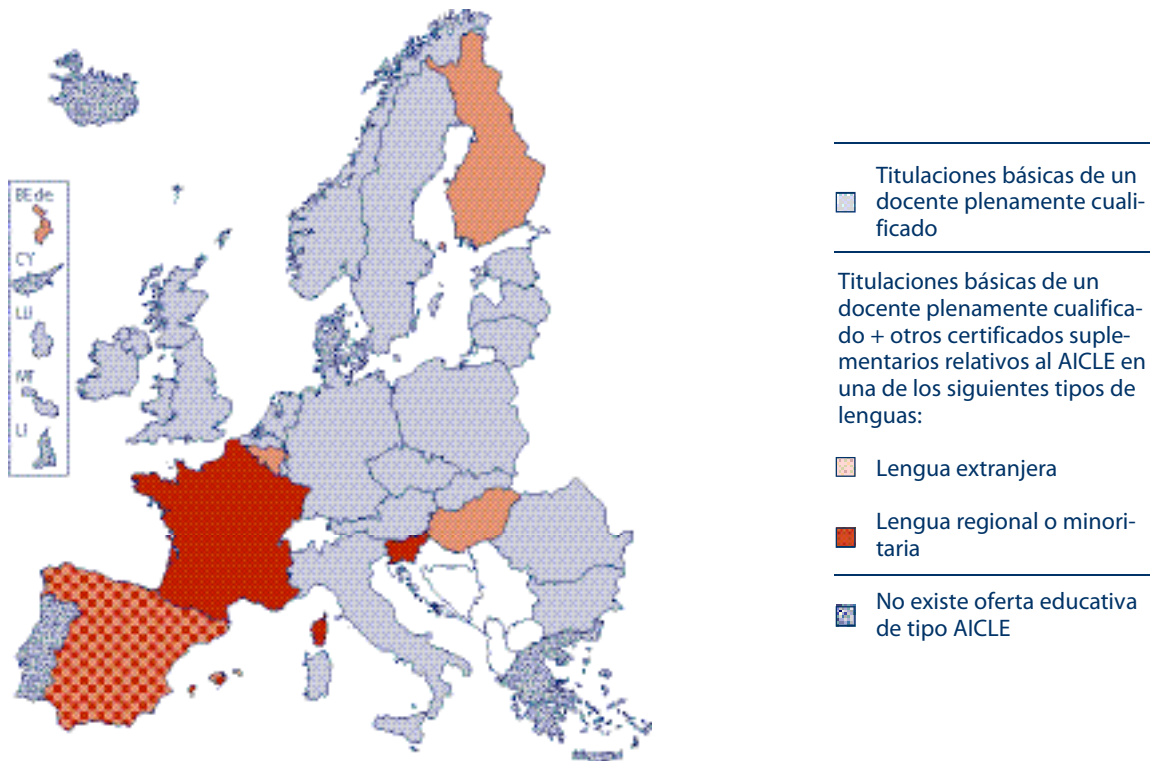 BE de
CY
LU
MT
LI
Titulaciones básicas de un
docente plenamente cuali-
ficado
Titulaciones básicas de un
docente plenamente cualifica-
do + otros certificados suple-
mentarios relativos al AICLE en
una de los siguientes tipos de
lenguas:
Lengua extranjera
Lengua regional o minori-
taria
No existe oferta educativa
de tipo AICLE